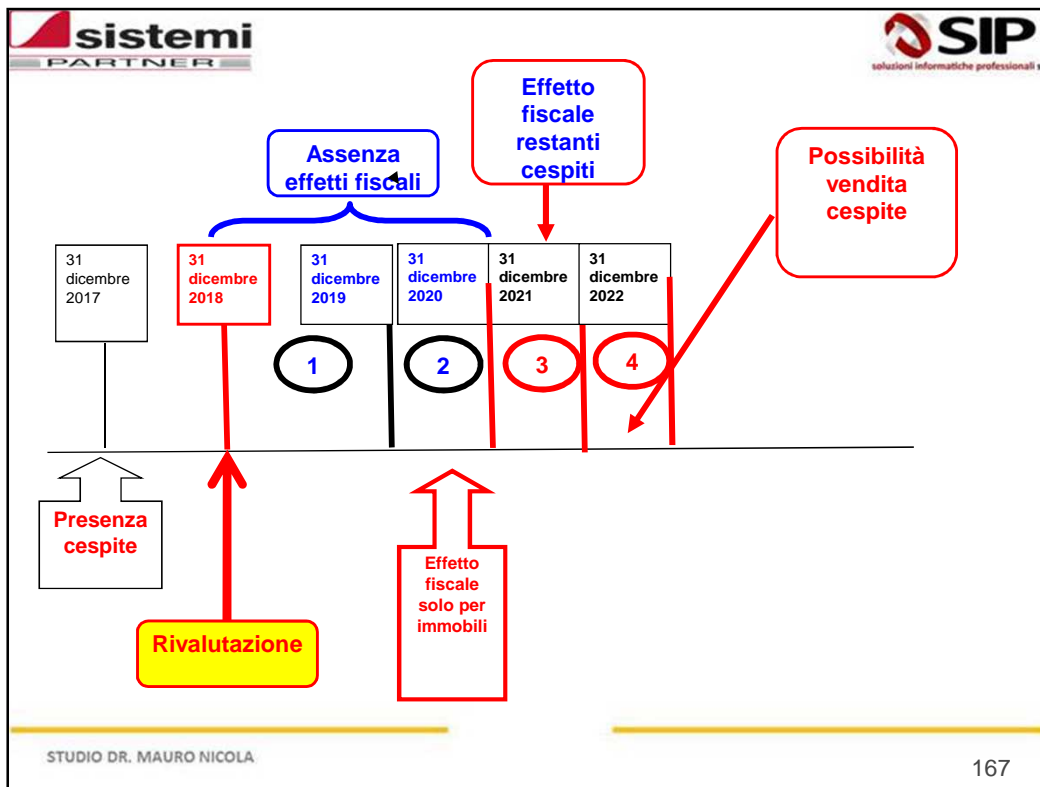 sistemi
PARTNER
SIP
soluzioni informatiche professionali s
Effetto
fiscale
restanti
cespiti
Assenza
effetti fiscali
Possibilità
vendita
cespite
31
dicembre
2017
31
dicembre
2018
31
dicembre
2019
31
dicembre
2020
31
dicembre
2021
31
dicembre
2022
1
2
3
4
Presenza
cespite
Effetto
fiscale
solo per
immobili
Rivalutazione
STUDIO DR. MAURO NICOLA
167